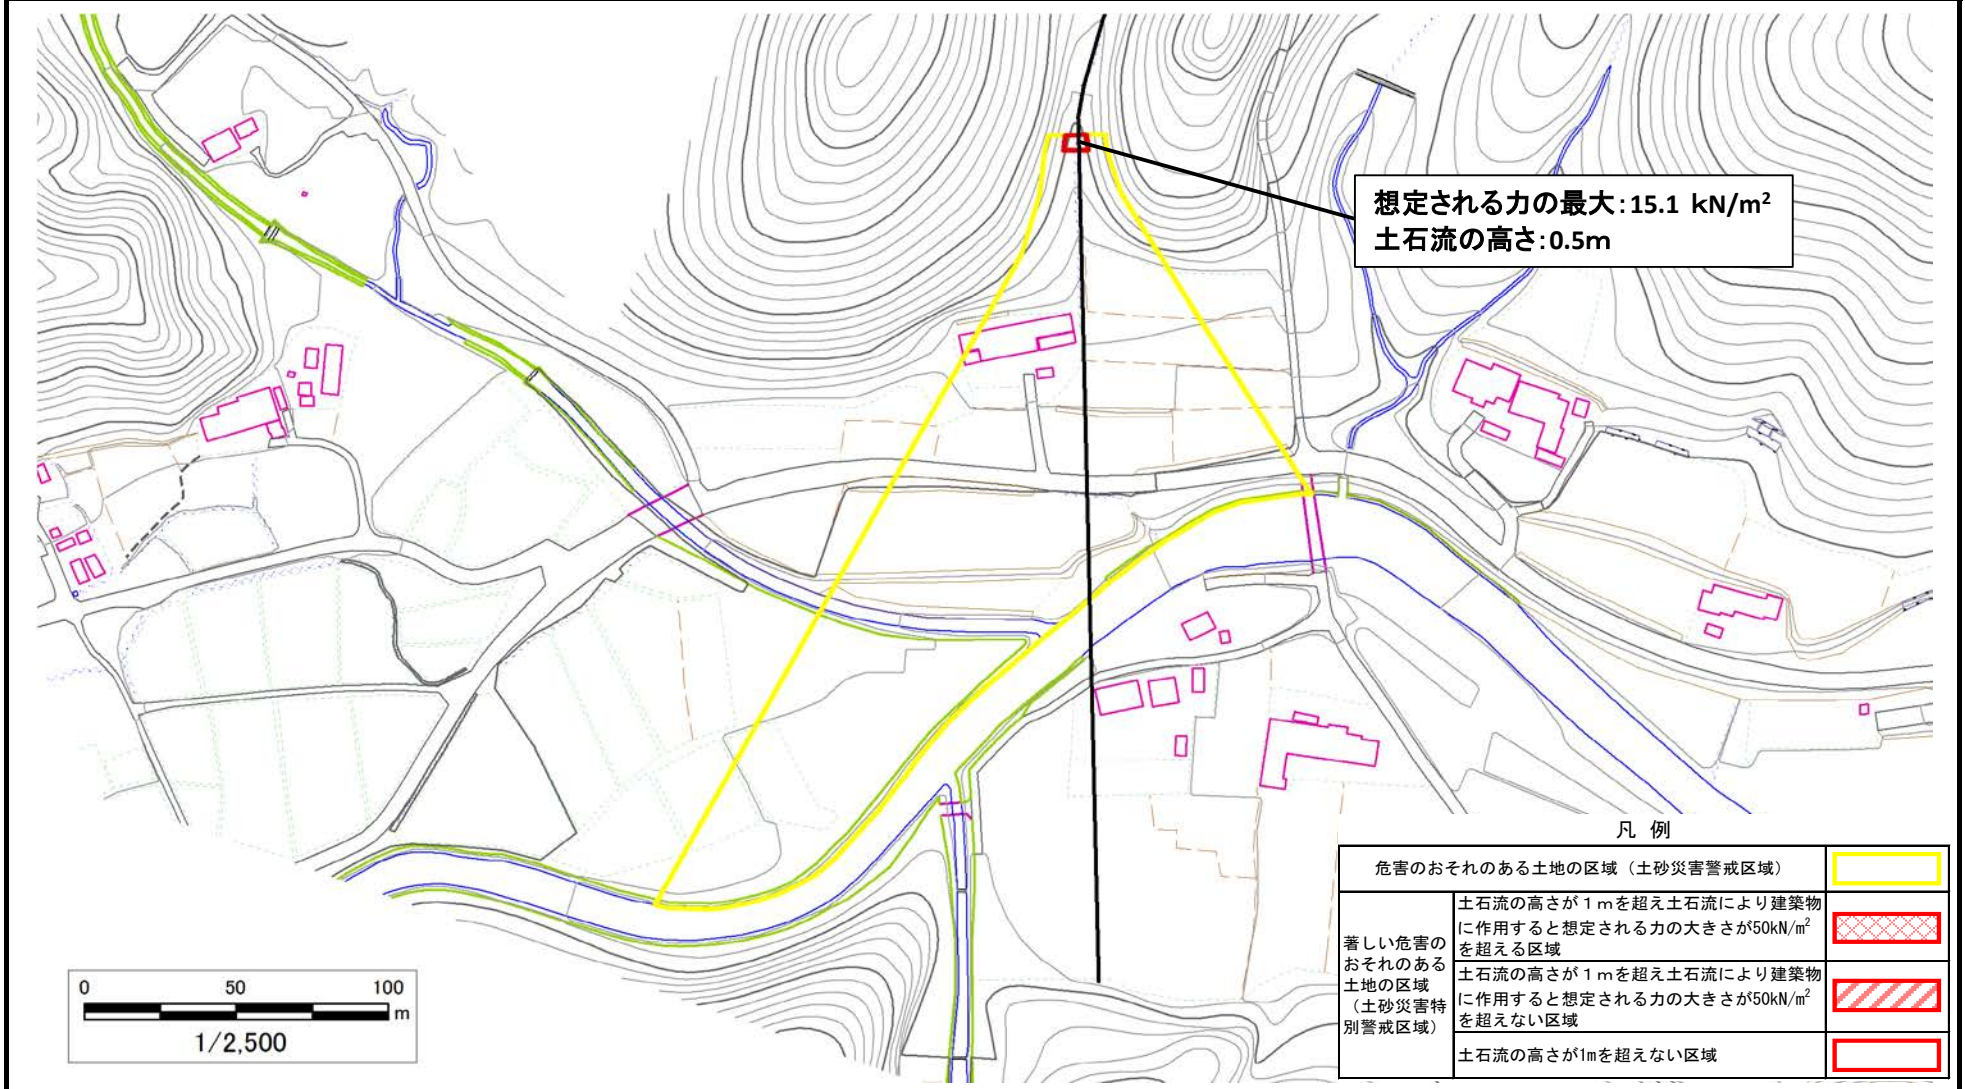 想定される力の最大:15.1 kN/m²
土石流の高さ:0.5m
凡 例
危害のおそれのある土地の区域（土砂災害警戒区域）
著しい危害の
おそれのある
土地の区域
（土砂災害特
別警戒区域）
土石流の高さが１ｍを超え土石流により建築物
に作用すると想定される力の大きさが50kN/㎡
を超える区域
土石流の高さが１ｍを超え土石流により建築物
に作用すると想定される力の大きさが50kN/㎡
を超えない区域
土石流の高さが1mを超えない区域
0 50 100
m
1/2,500